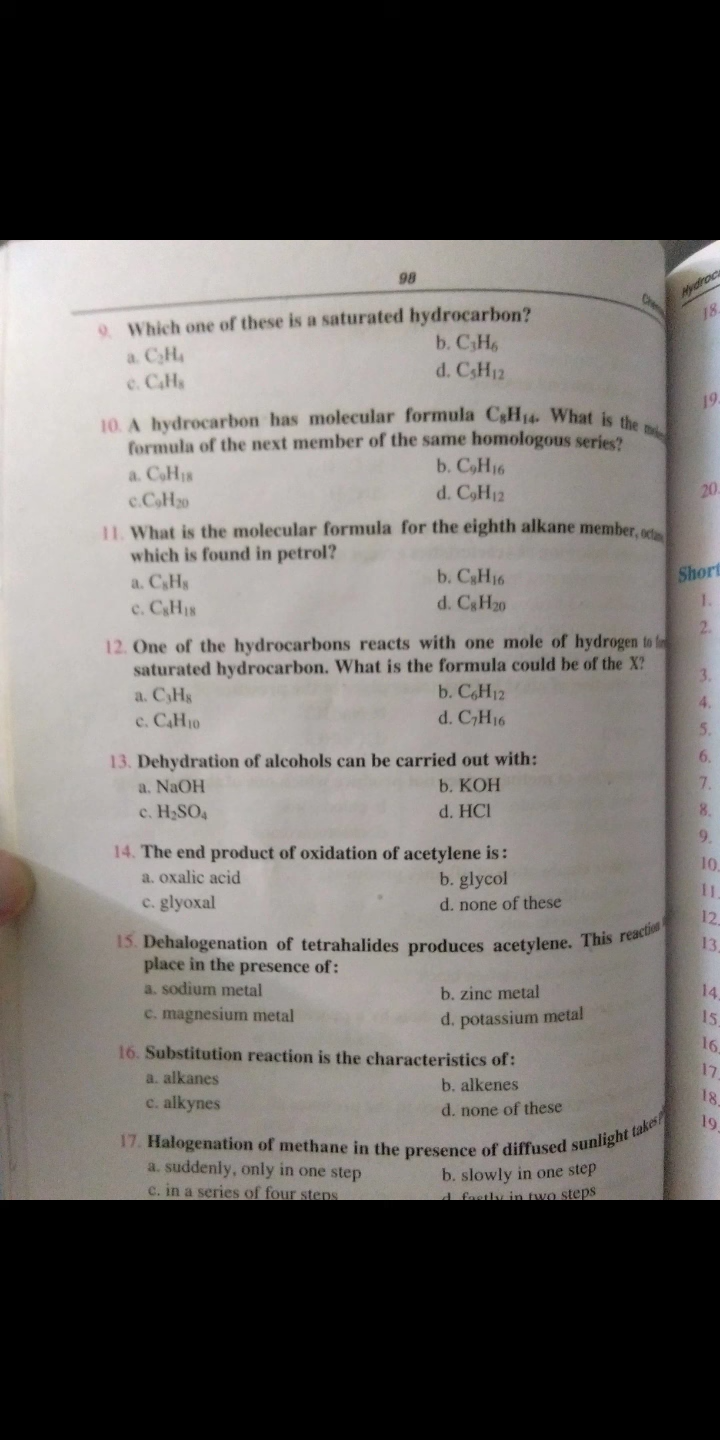 98
9. Which one of these is a saturated hydrocarbon?
a. C₂H₄ b. C₃H₆
c. C₄H₈ d. C₅H₁₂
10. A hydrocarbon has molecular formula C₈H₁₄. What is the
formula of the next member of the same homologous series?
a. C₉H₁₈ b. C₉H₁₆
c.C₉H₂₀ d. C₉H₁₂
11. What is the molecular formula for the eighth alkane member,
which is found in petrol?
a. C₈H₈ b. C₈H₁₆
c. C₈H₁₈ d. C₈H₂₀
12. One of the hydrocarbons reacts with one mole of hydrogen to
saturated hydrocarbon. What is the formula could be of the X?
a. C₃H₈ b. C₆H₁₂
c. C₄H₁₀ d. C₇H₁₆
13. Dehydration of alcohols can be carried out with:
a. NaOH b. KOH
c. H₂SO₄ d. HCl
14. The end product of oxidation of acetylene is:
a. oxalic acid b. glycol
c. glyoxal d. none of these
15. Dehalogenation of tetrahalides produces acetylene. This reaction
place in the presence of:
a. sodium metal b. zinc metal
c. magnesium metal d. potassium metal
16. Substitution reaction is the characteristics of:
a. alkanes b. alkenes
c. alkynes d. none of these
17. Halogenation of methane in the presence of diffused sunlight takes
a. suddenly, only in one step b. slowly in one step
c. in a series of four steps d. fastly in two steps
18.
19.
20.
Short
1.
2.
3.
4.
5.
6.
7.
8.
9.
10.
11.
12.
13.
14.
15.
16.
17.
18.
19.